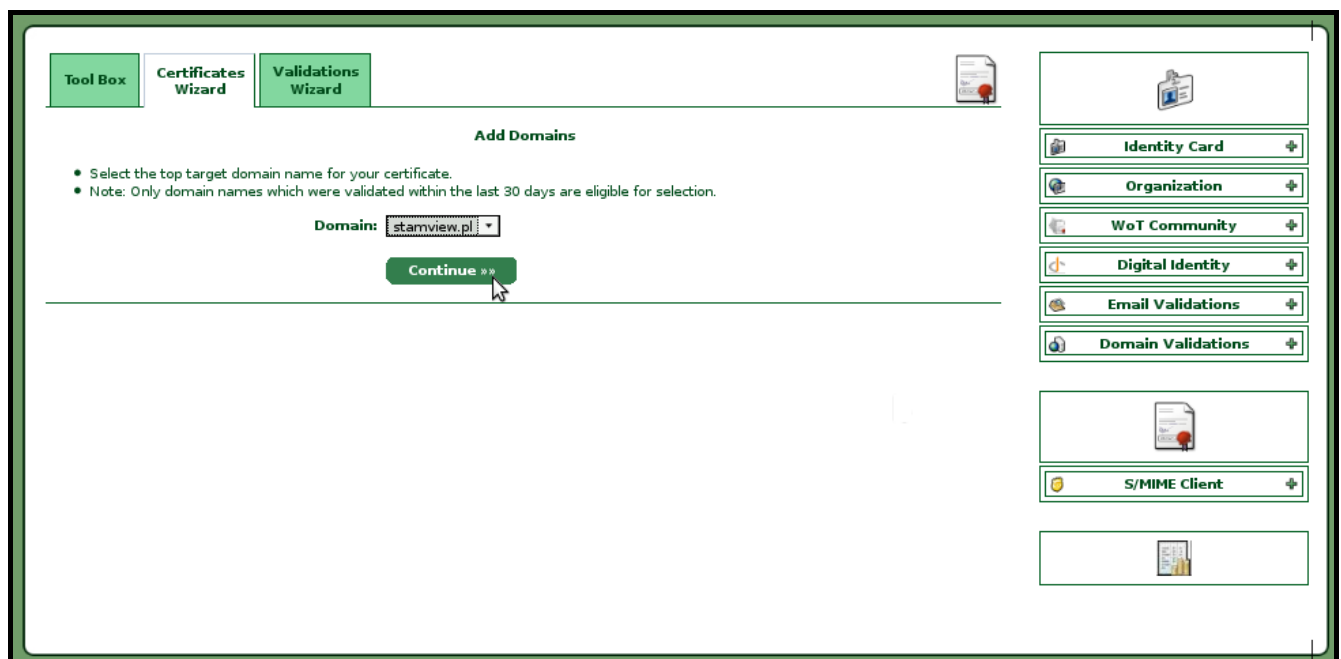 Tool Box
Certificates
Wizard
Validations
Wizard
Add Domains
Select the top target domain name for your certificate.
Note: Only domain names which were validated within the last 30 days are eligible for selection.
Domain: stamview.pl
Continue »»
Identity Card
Organization
WoT Community
Digital Identity
Email Validations
Domain Validations
S/MIME Client